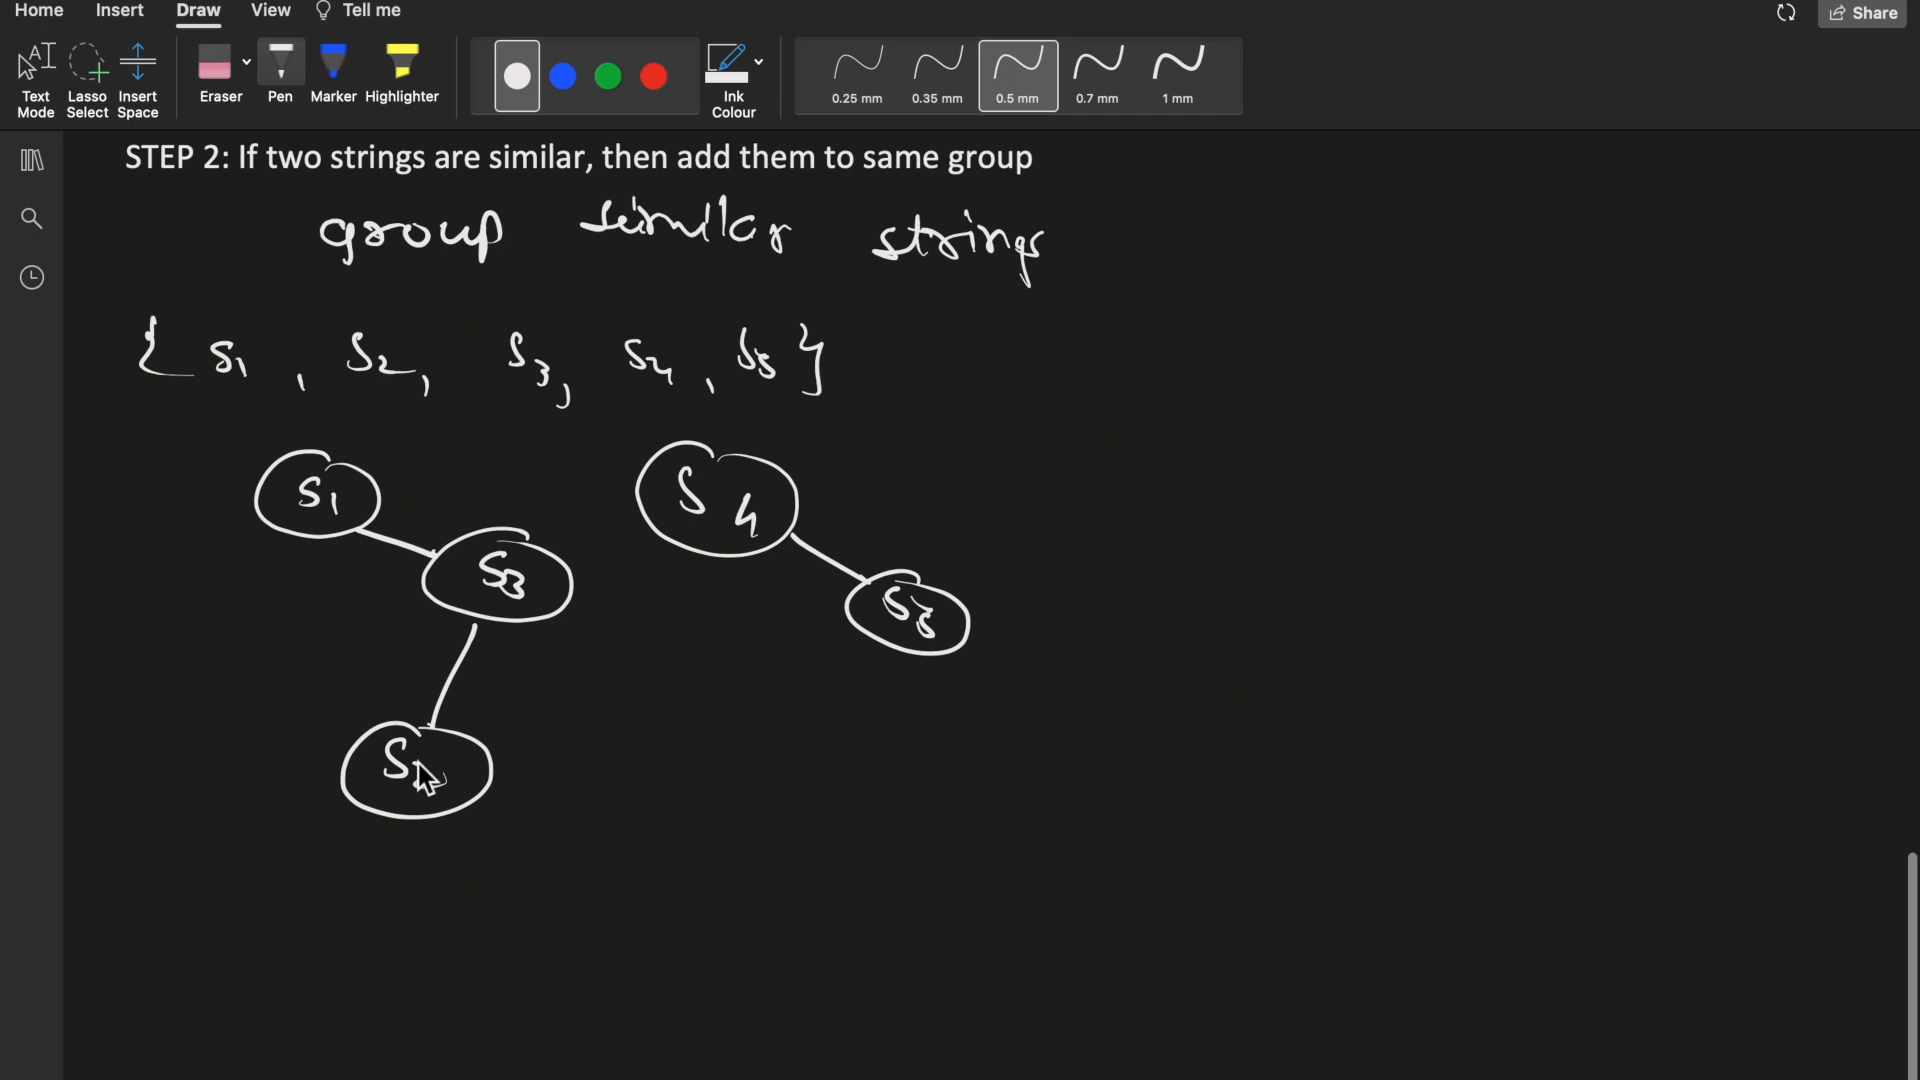 Home Insert Draw View Tell me Share
Text Mode Lasso Select Insert Space Eraser Pen Marker Highlighter Ink Colour 0.25 mm 0.35 mm 0.5 mm 0.7 mm 1 mm
STEP 2: If two strings are similar, then add them to same group
group similar strings
{ S1 , S2, S3, S4 , S5 }
S1 S4
S3 S5
S